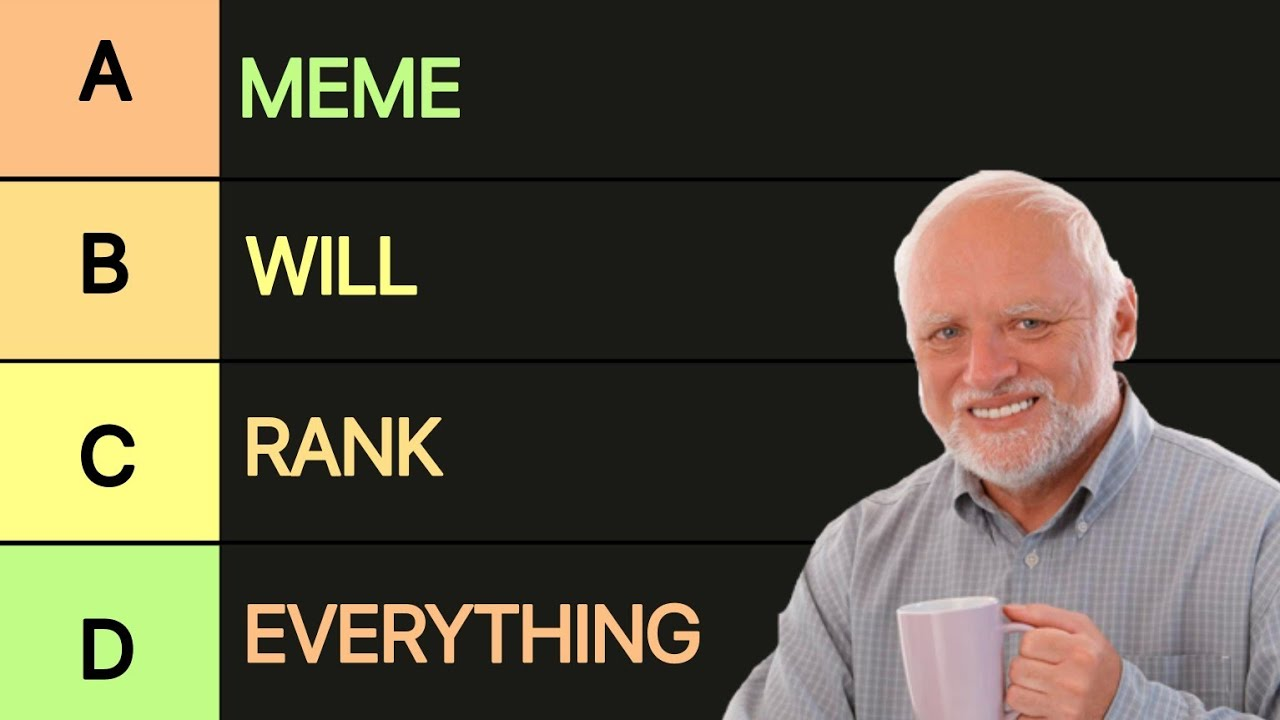 A MEME
B WILL
C RANK
D EVERYTHING